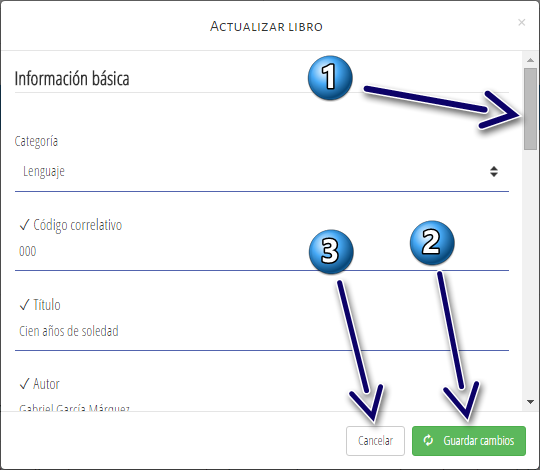 Actualizar libro
×
Información básica
1
Categoría
Lenguaje
✓ Código correlativo
000
3
2
✓ Título
Cien años de soledad
✓ Autor
Gabriel García Márquez
Cancelar
Guardar cambios